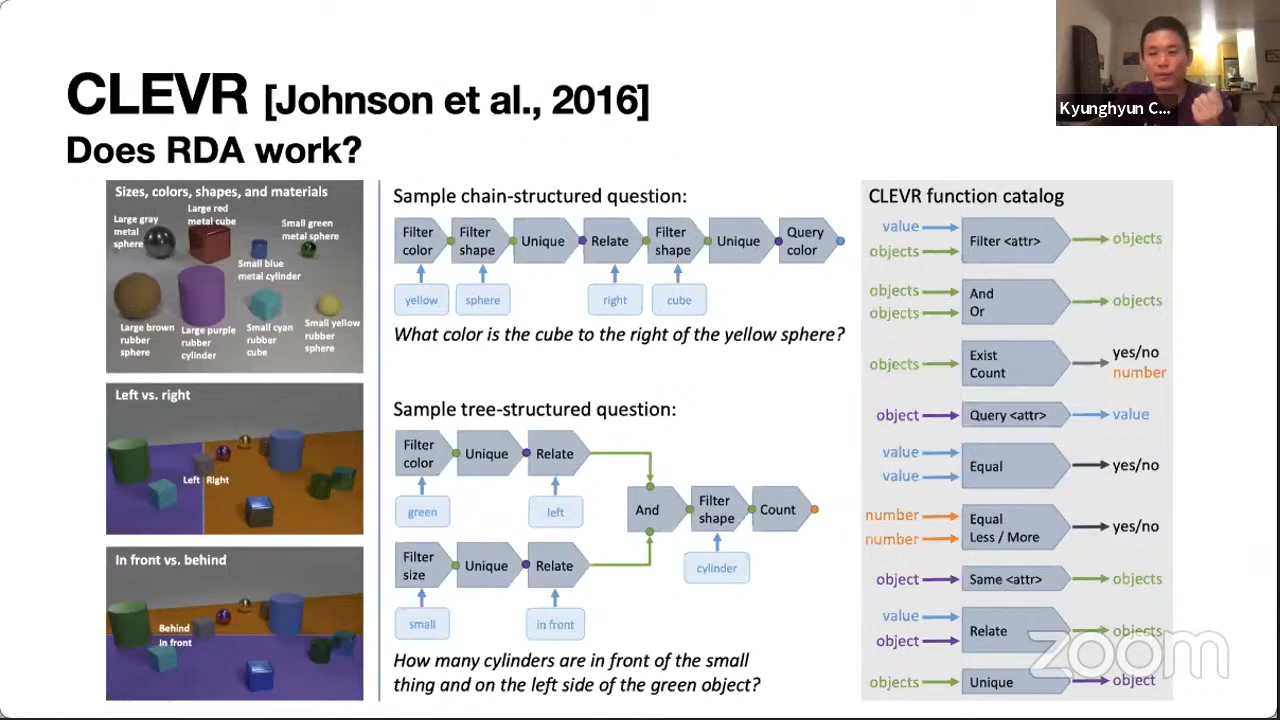 CLEVR [Johnson et al., 2016]
Does RDA work?
Kyunghyun C...
Sizes, colors, shapes, and materials
Large gray
metal
sphere
Large red
metal cube
Small green
metal sphere
Small blue
metal cylinder
Large brown
rubber
sphere
Large purple
rubber
cylinder
Small cyan
rubber
cube
Small yellow
rubber
sphere
Left vs. right
Left Right
In front vs. behind
Behind
In front
Sample chain-structured question:
Filter
color
Filter
shape
Unique
Relate
Filter
shape
Unique
Query
color
yellow
sphere
right
cube
What color is the cube to the right of the yellow sphere?
Sample tree-structured question:
Filter
color
Unique
Relate
green
left
And
Filter
shape
Count
Filter
size
Unique
Relate
cylinder
small
in front
How many cylinders are in front of the small
thing and on the left side of the green object?
CLEVR function catalog
value
objects
Filter <attr>
objects
objects
objects
And
Or
objects
objects
Exist
Count
yes/no
number
object
Query <attr>
value
value
value
Equal
yes/no
number
number
Equal
Less / More
yes/no
object
Same <attr>
objects
value
object
Relate
objects
objects
Unique
object
zoom